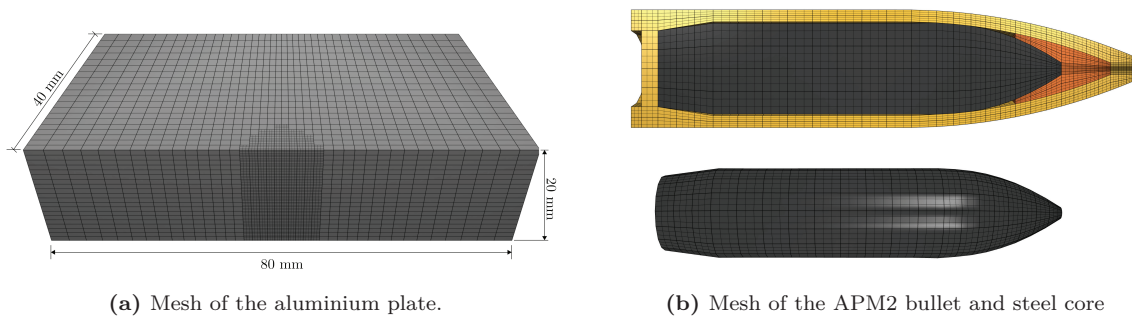 40 mm
20 mm
80 mm
(a) Mesh of the aluminium plate.
(b) Mesh of the APM2 bullet and steel core